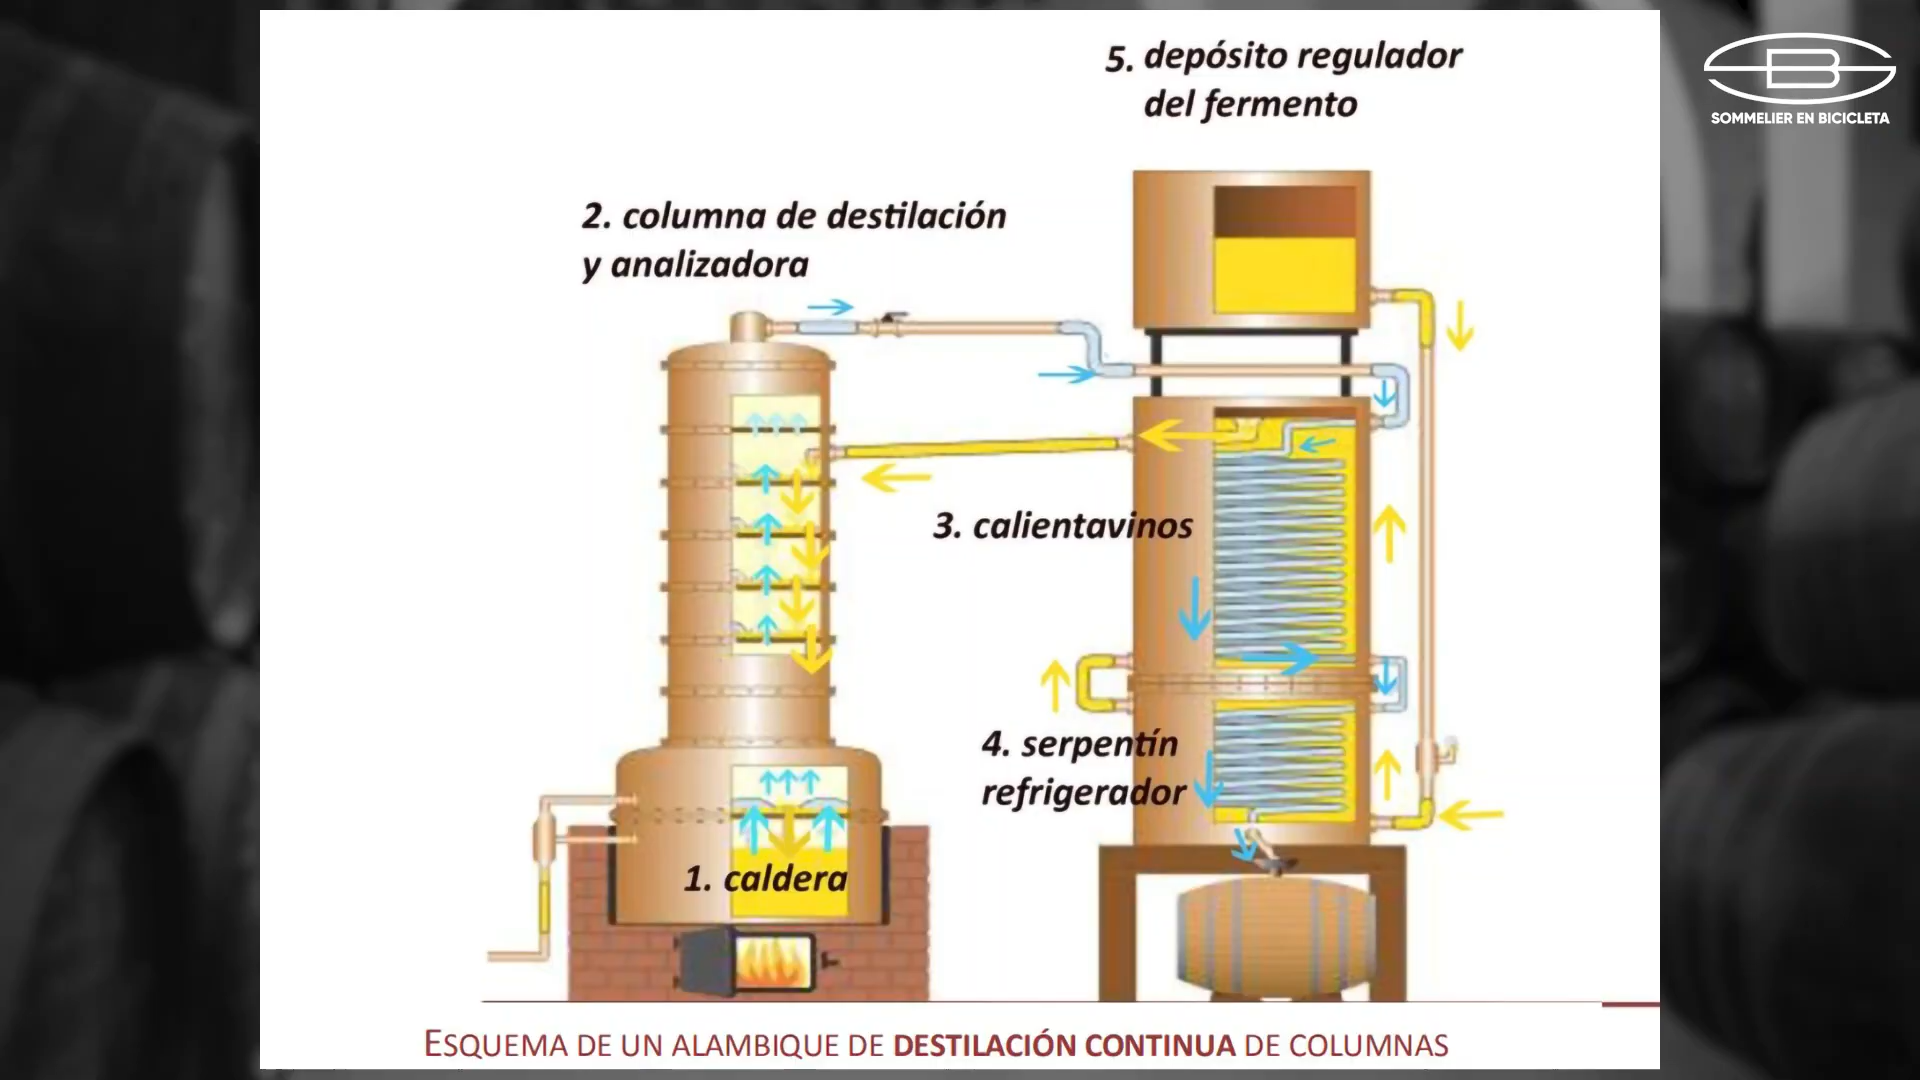 5. depósito regulador
del fermento
SOMMELIER EN BICICLETA
2. columna de destilación
y analizadora
3. calientavinos
4. serpentín
refrigerador
1. caldera
ESQUEMA DE UN ALAMBIQUE DE DESTILACIÓN CONTINUA DE COLUMNAS